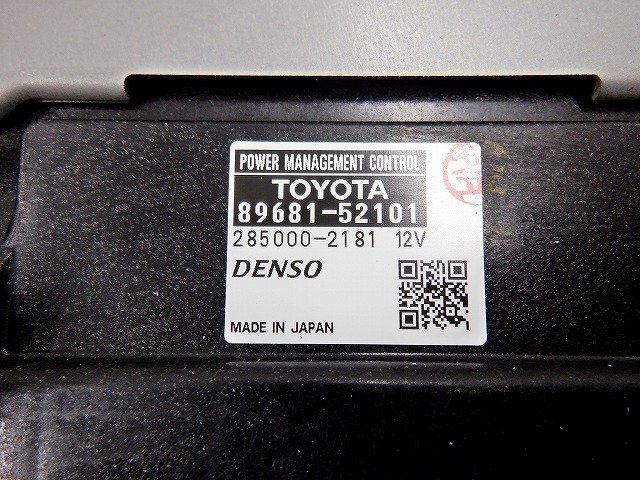 POWER MANAGEMENT CONTROL
TOYOTA
89681-52101
285000-2181 12V
DENSO
MADE IN JAPAN